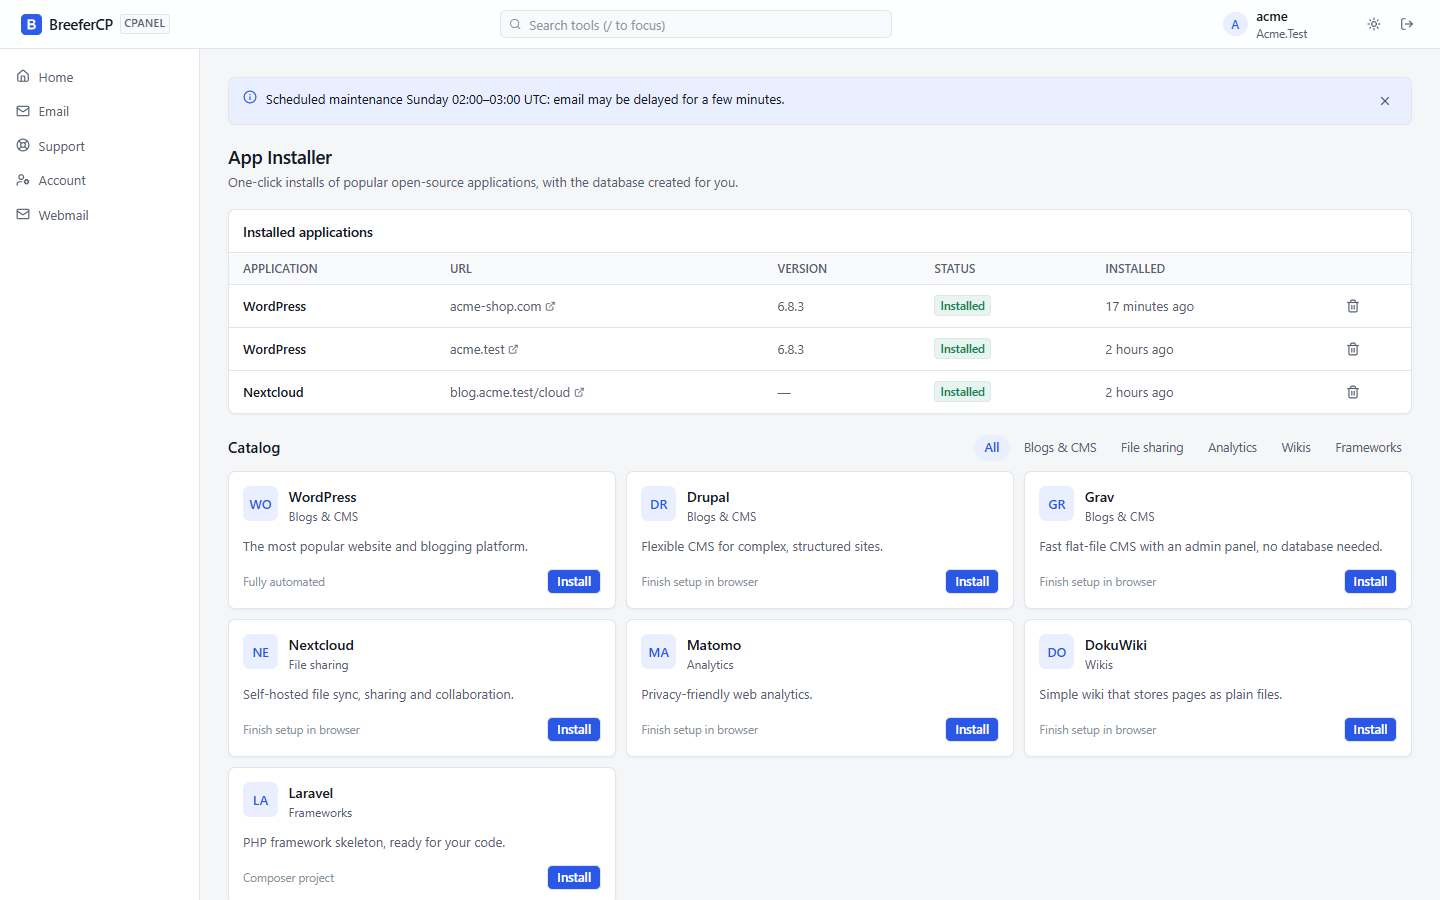 B BreeferCP CPANEL
Search tools (/ to focus)
A acme
Acme.Test
Home
Email
Support
Account
Webmail
Scheduled maintenance Sunday 02:00–03:00 UTC: email may be delayed for a few minutes.
App Installer
One-click installs of popular open-source applications, with the database created for you.
Installed applications
APPLICATION URL VERSION STATUS INSTALLED
WordPress acme-shop.com 6.8.3 Installed 17 minutes ago
WordPress acme.test 6.8.3 Installed 2 hours ago
Nextcloud blog.acme.test/cloud — Installed 2 hours ago
Catalog All Blogs & CMS File sharing Analytics Wikis Frameworks
WO WordPress
Blogs & CMS
The most popular website and blogging platform.
Fully automated Install
DR Drupal
Blogs & CMS
Flexible CMS for complex, structured sites.
Finish setup in browser Install
GR Grav
Blogs & CMS
Fast flat-file CMS with an admin panel, no database needed.
Finish setup in browser Install
NE Nextcloud
File sharing
Self-hosted file sync, sharing and collaboration.
Finish setup in browser Install
MA Matomo
Analytics
Privacy-friendly web analytics.
Finish setup in browser Install
DO DokuWiki
Wikis
Simple wiki that stores pages as plain files.
Finish setup in browser Install
LA Laravel
Frameworks
PHP framework skeleton, ready for your code.
Composer project Install